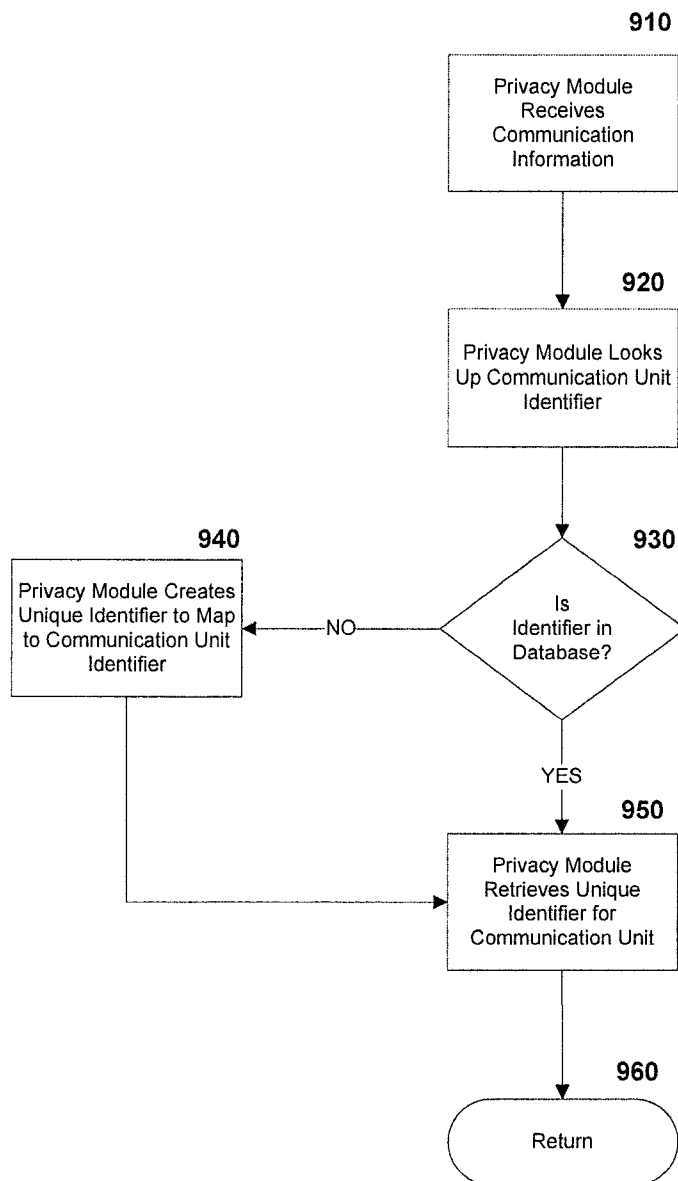 910
Privacy Module
Receives
Communication
Information
920
Privacy Module Looks
Up Communication Unit
Identifier
930
Is
Identifier in
Database?
NO
940
Privacy Module Creates
Unique Identifier to Map
to Communication Unit
Identifier
YES
950
Privacy Module
Retrieves Unique
Identifier for
Communication Unit
960
Return